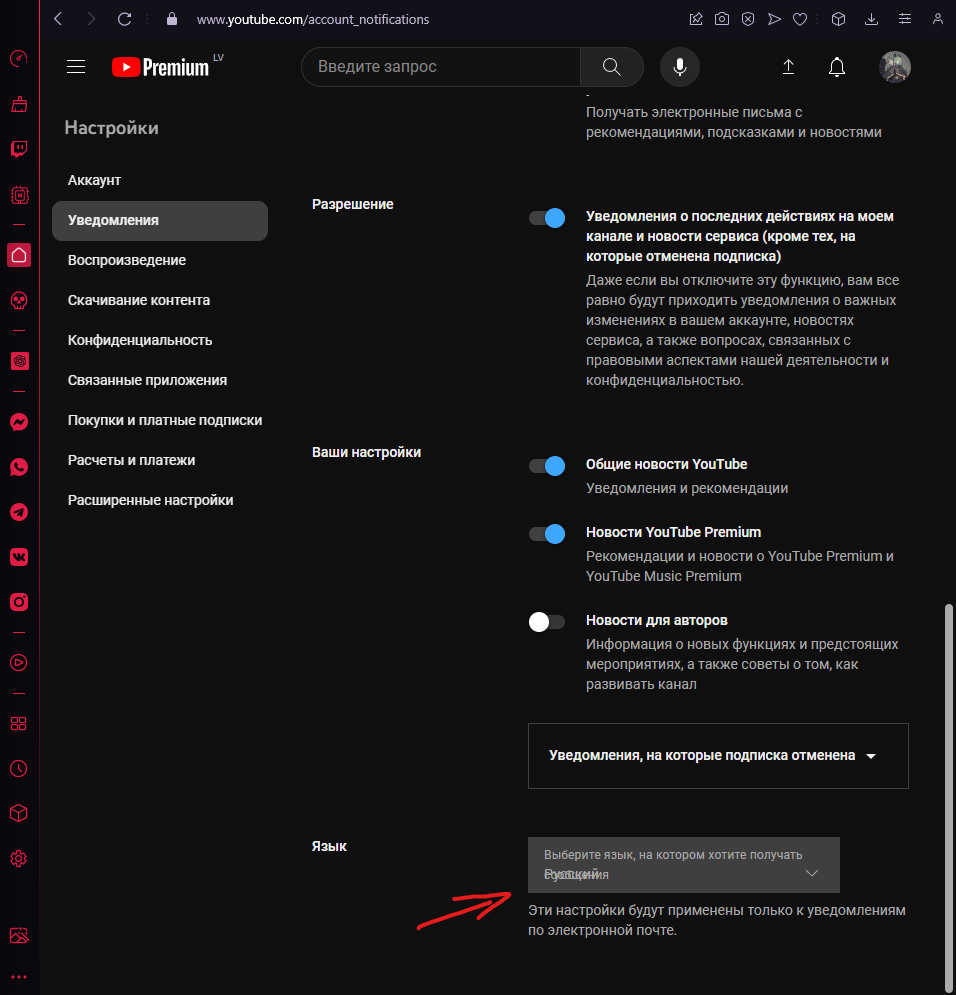 www.youtube.com/account_notifications
Premium LV
Введите запрос
Настройки
Аккаунт
Уведомления
Воспроизведение
Скачивание контента
Конфиденциальность
Связанные приложения
Покупки и платные подписки
Расчеты и платежи
Расширенные настройки
Получать электронные письма с
рекомендациями, подсказками и новостями
Разрешение
Уведомления о последних действиях на моем
канале и новости сервиса (кроме тех, на
которые отменена подписка)
Даже если вы отключите эту функцию, вам все
равно будут приходить уведомления о важных
изменениях в вашем аккаунте, новостях
сервиса, а также вопросах, связанных с
правовыми аспектами нашей деятельности и
конфиденциальностью.
Ваши настройки
Общие новости YouTube
Уведомления и рекомендации
Новости YouTube Premium
Рекомендации и новости о YouTube Premium и
YouTube Music Premium
Новости для авторов
Информация о новых функциях и предстоящих
мероприятиях, а также советы о том, как
развивать канал
Уведомления, на которые подписка отменена
Язык
Выберите язык, на котором хотите получать
сообщения
Русский
Эти настройки будут применены только к уведомлениям
по электронной почте.